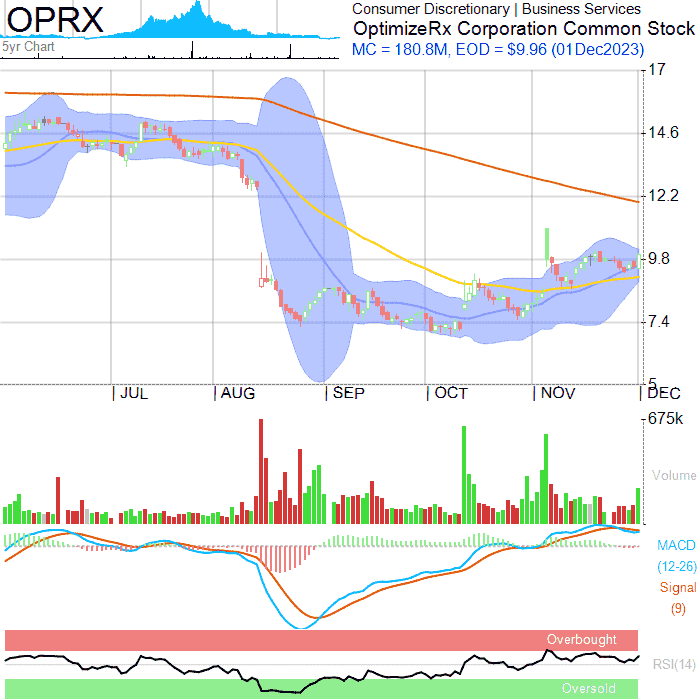 OPRX
5yr Chart
Consumer Discretionary | Business Services
OptimizeRx Corporation Common Stock
MC = 180.8M, EOD = $9.96 (01Dec2023)
17
14.6
12.2
9.8
7.4
5
JUL AUG SEP OCT NOV DEC
675k
Volume
MACD
(12-26)
Signal
(9)
Overbought
RSI(14)
Oversold